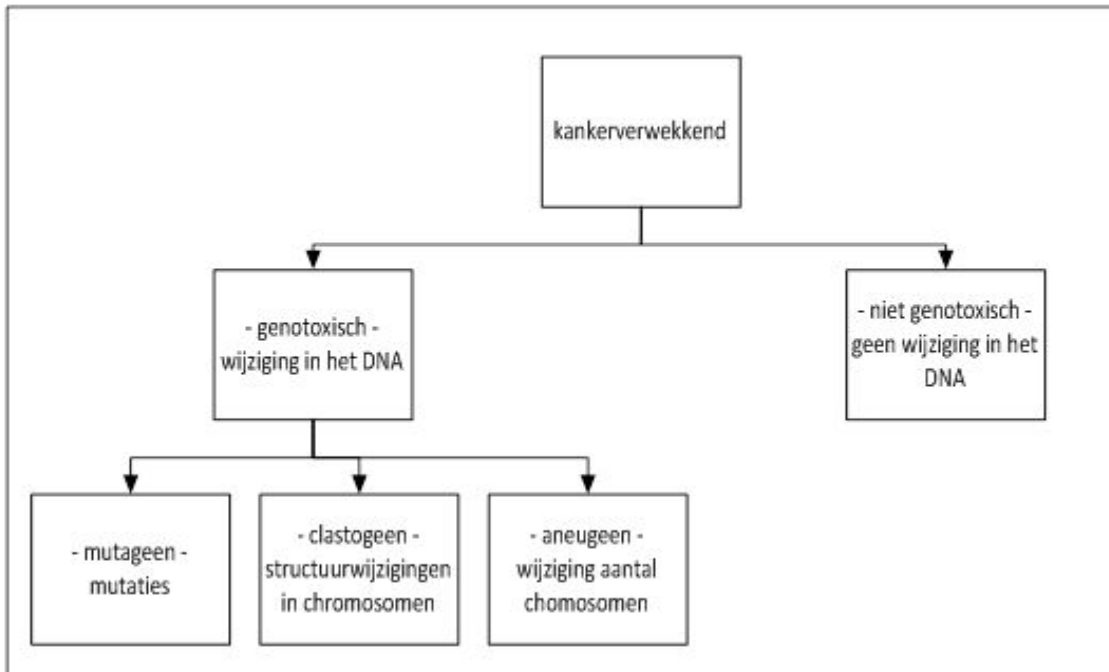 kankerverwekkend
- genotoxisch -
wijziging in het DNA
- niet genotoxisch -
geen wijziging in het
DNA
- mutageen -
mutaties
- clastogeen -
structuurwijzigingen
in chromosomen
- aneugeen -
wijziging aantal
chomosomen